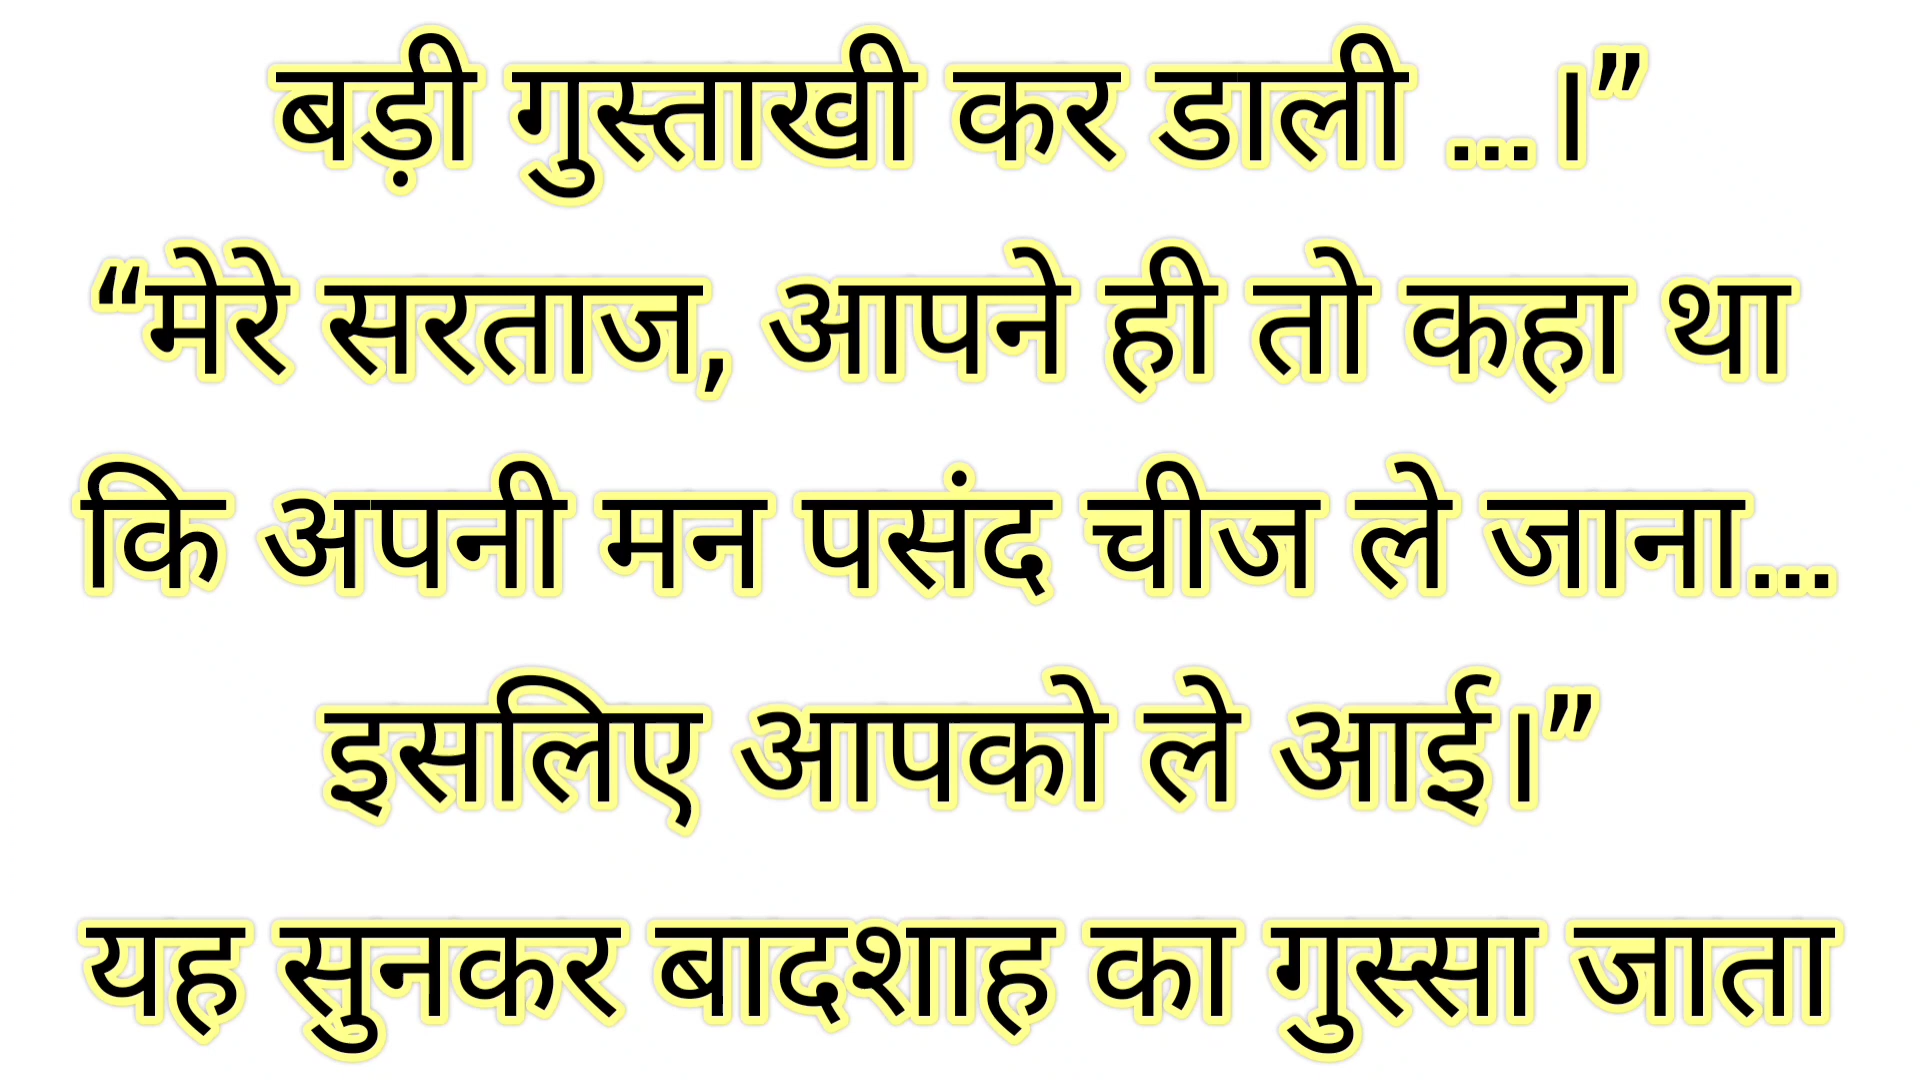 बड़ी गुस्ताखी कर डाली ...।”
“मेरे सरताज, आपने ही तो कहा था
कि अपनी मन पसंद चीज ले जाना...
इसलिए आपको ले आई।”
यह सुनकर बादशाह का गुस्सा जाता